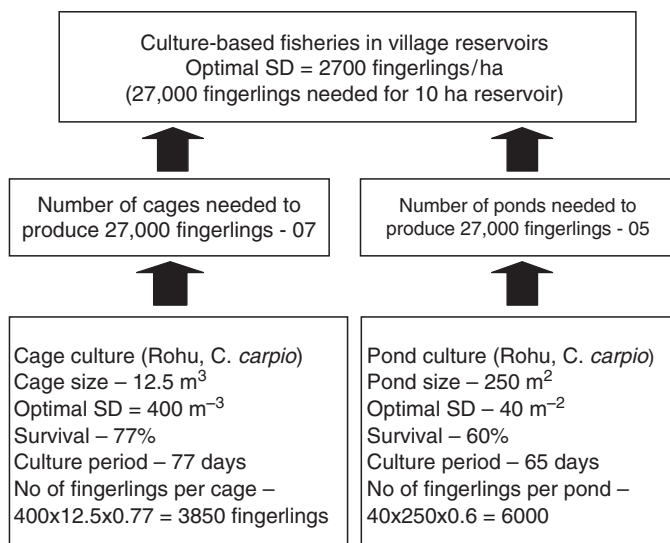 Culture-based fisheries in village reservoirs
Optimal SD = 2700 fingerlings/ha
(27,000 fingerlings needed for 10 ha reservoir)
Number of cages needed to
produce 27,000 fingerlings - 07
Number of ponds needed to
produce 27,000 fingerlings - 05
Cage culture (Rohu, C. carpio)
Cage size – 12.5 m³
Optimal SD = 400 m⁻³
Survival – 77%
Culture period – 77 days
No of fingerlings per cage –
400x12.5x0.77 = 3850 fingerlings
Pond culture (Rohu, C. carpio)
Pond size – 250 m²
Optimal SD – 40 m⁻²
Survival – 60%
Culture period – 65 days
No of fingerlings per pond –
40x250x0.6 = 6000